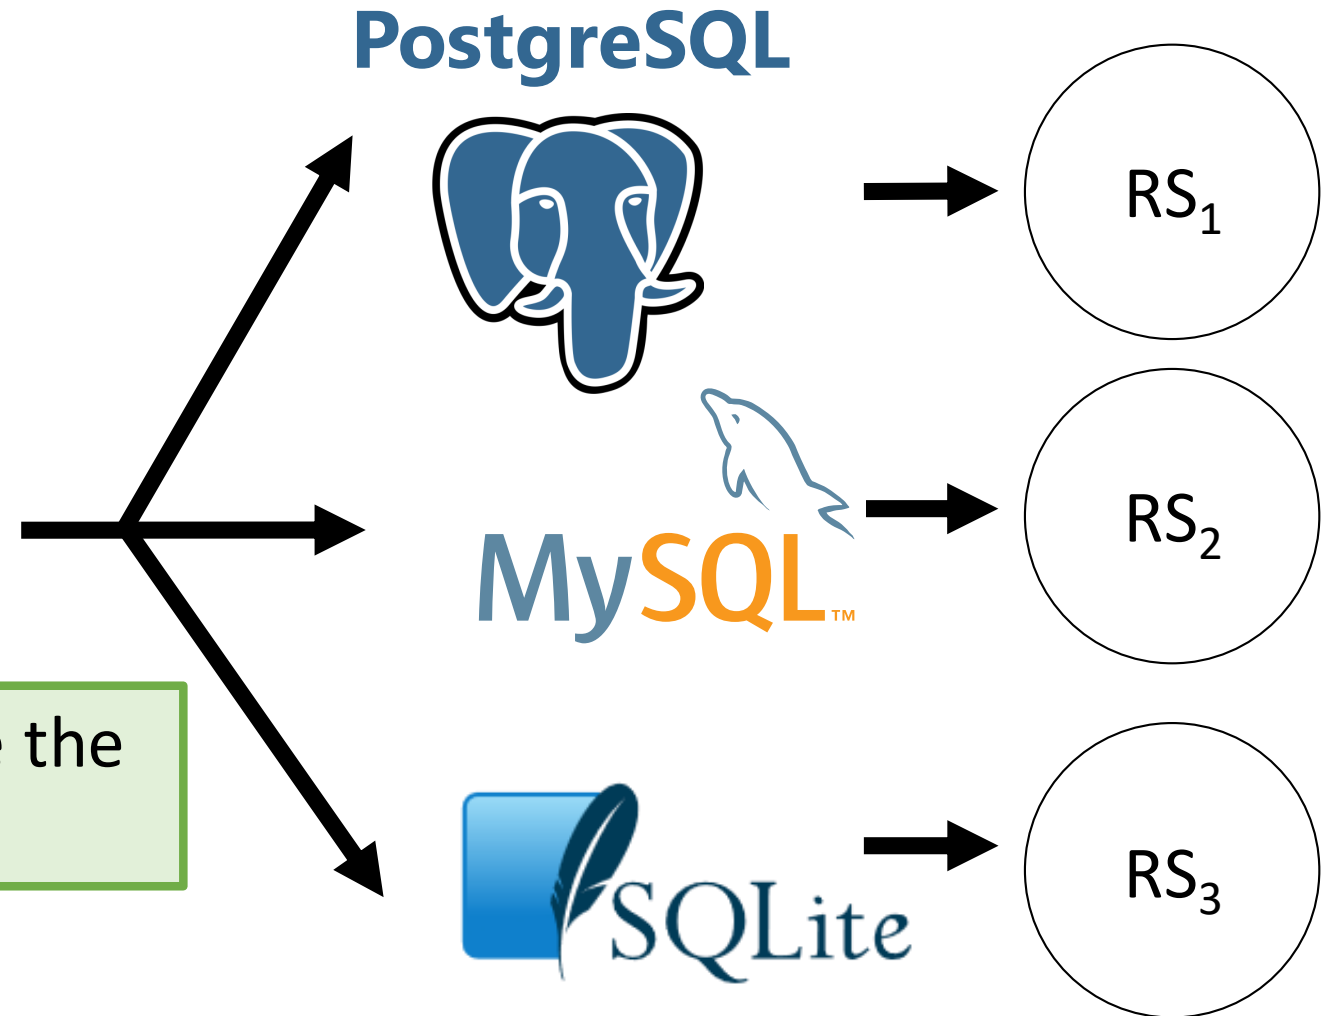 PostgreSQL
RS₁
MySQL™
RS₂
the
SQLite
RS₃